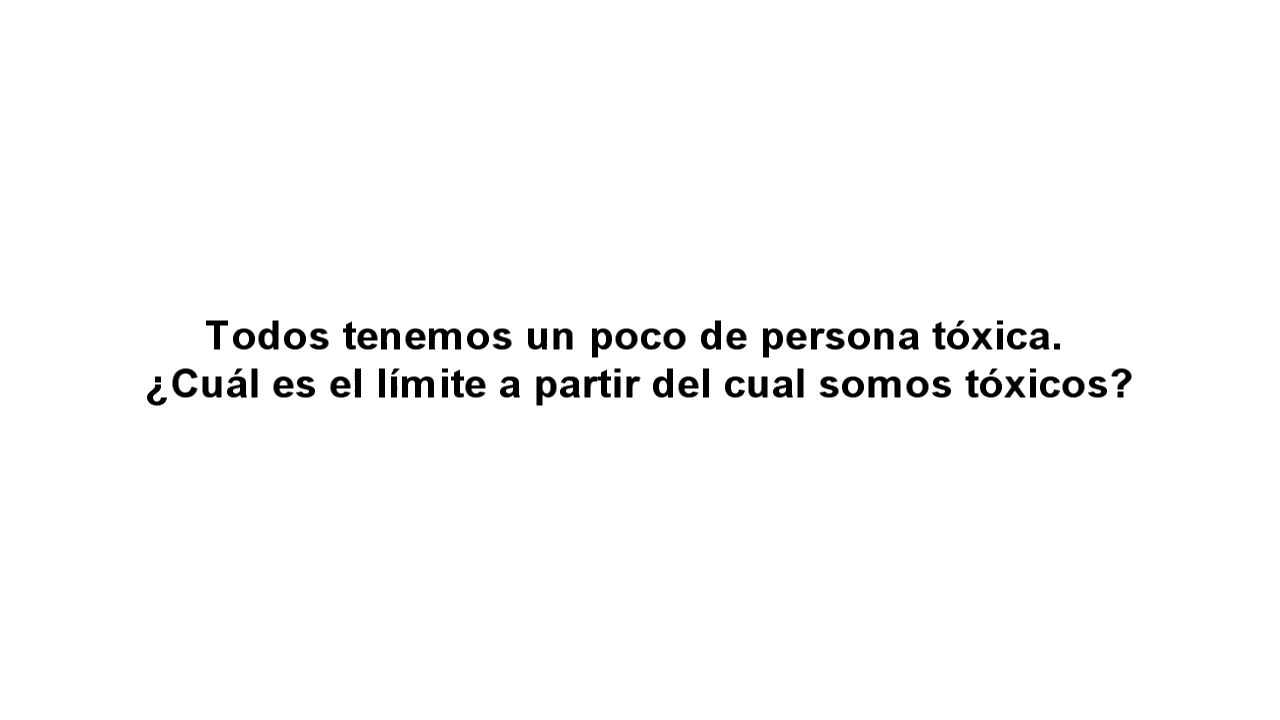 Todos tenemos un poco de persona tóxica.
¿Cuál es el límite a partir del cual somos tóxicos?